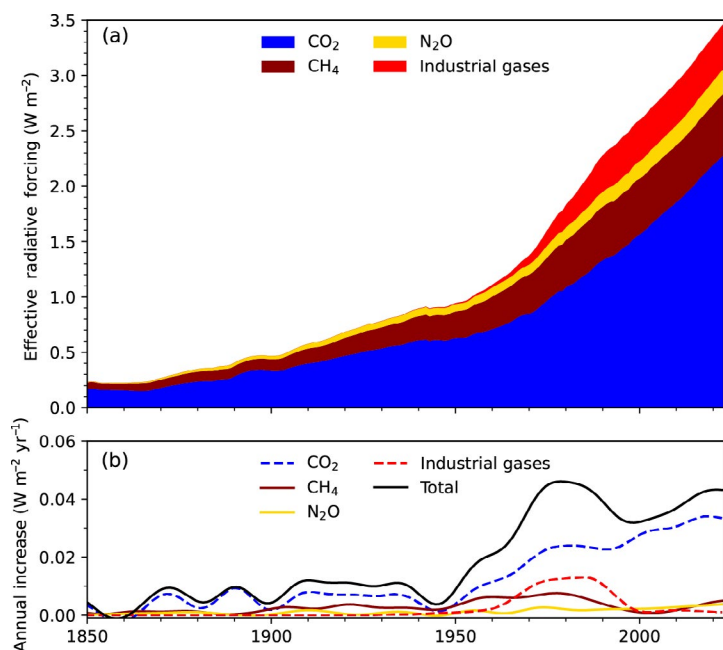 (a)
CO₂
CH₄
N₂O
Industrial gases
Effective radiative forcing (W m⁻²)
3.5
3.0
2.5
2.0
1.5
1.0
0.5
0.0
(b)
CO₂
CH₄
N₂O
Industrial gases
Total
Annual increase (W m⁻² yr⁻¹)
0.06
0.04
0.02
0.00
1850 1900 1950 2000